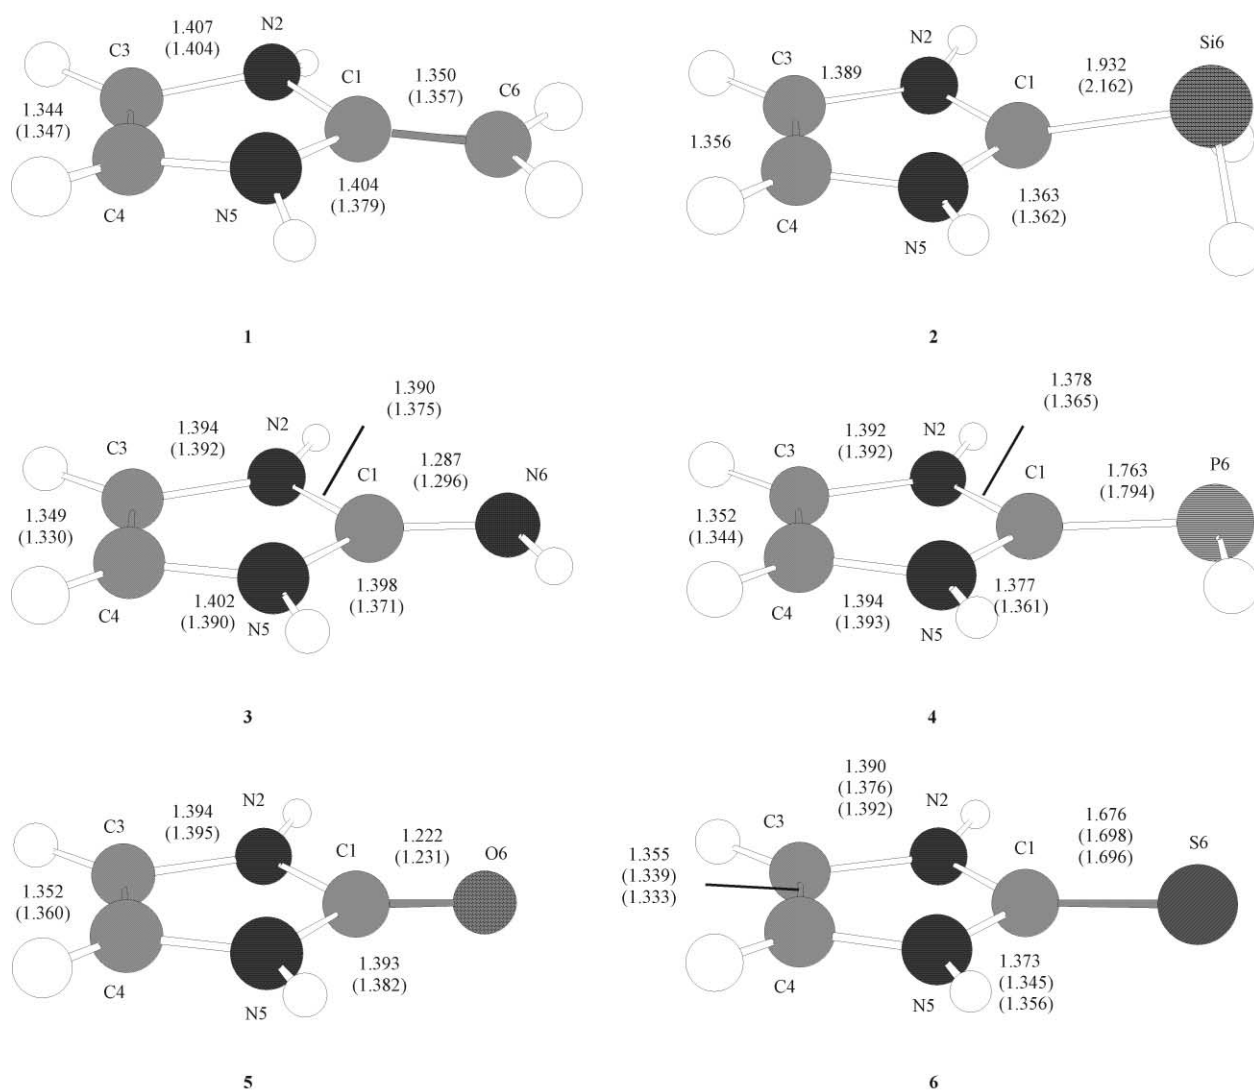 1.407
(1.404)
N2
C3
C1
1.350
(1.357)
C6
1.344
(1.347)
C4
N5
1.404
(1.379)
1
N2
C3
1.389
C1
1.932
(2.162)
Si6
1.356
C4
N5
1.363
(1.362)
2
1.394
(1.392)
N2
1.390
(1.375)
C3
C1
1.287
(1.296)
N6
1.349
(1.330)
C4
1.402
(1.390)
N5
1.398
(1.371)
3
1.392
(1.392)
N2
1.378
(1.365)
C3
C1
1.763
(1.794)
P6
1.352
(1.344)
C4
1.394
(1.393)
N5
1.377
(1.361)
4
1.394
(1.395)
N2
C3
C1
1.222
(1.231)
O6
1.352
(1.360)
C4
N5
1.393
(1.382)
5
1.390
(1.376)
(1.392)
N2
C3
C1
1.676
(1.698)
(1.696)
S6
1.355
(1.339)
(1.333)
C4
N5
1.373
(1.345)
(1.356)
6